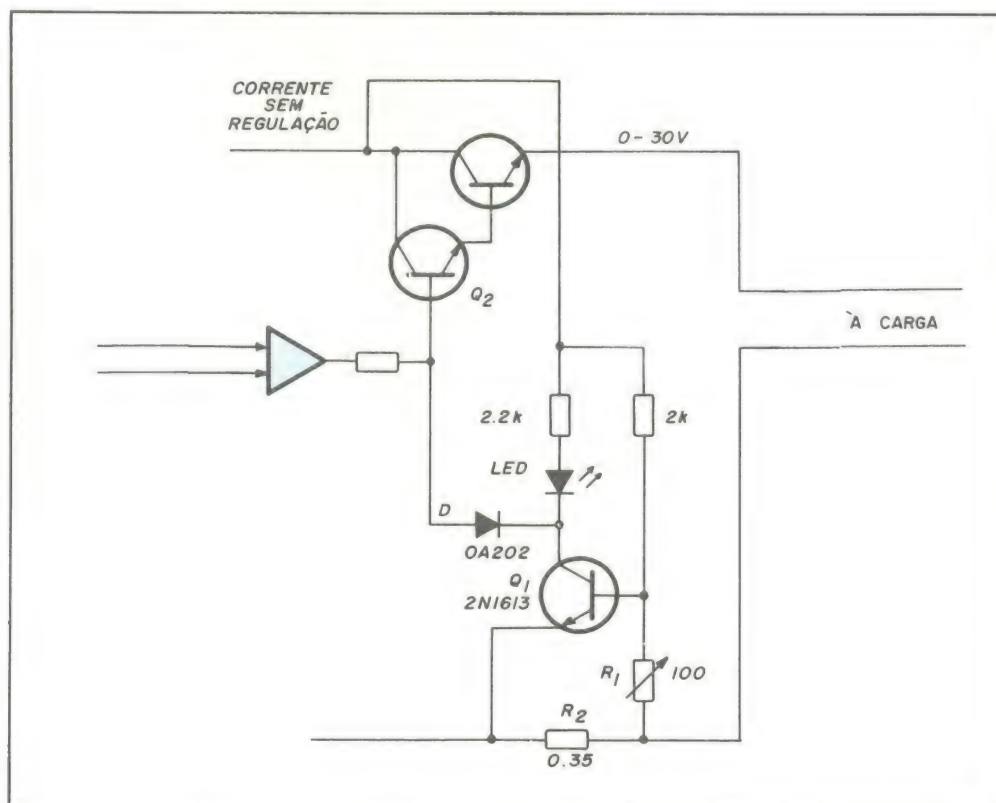 CORRENTE
SEM
REGULAÇÃO
0-30V
Q2
À CARGA
2.2k
2k
LED
D
OA202
Q1
2N1613
R1 100
R2
0.35